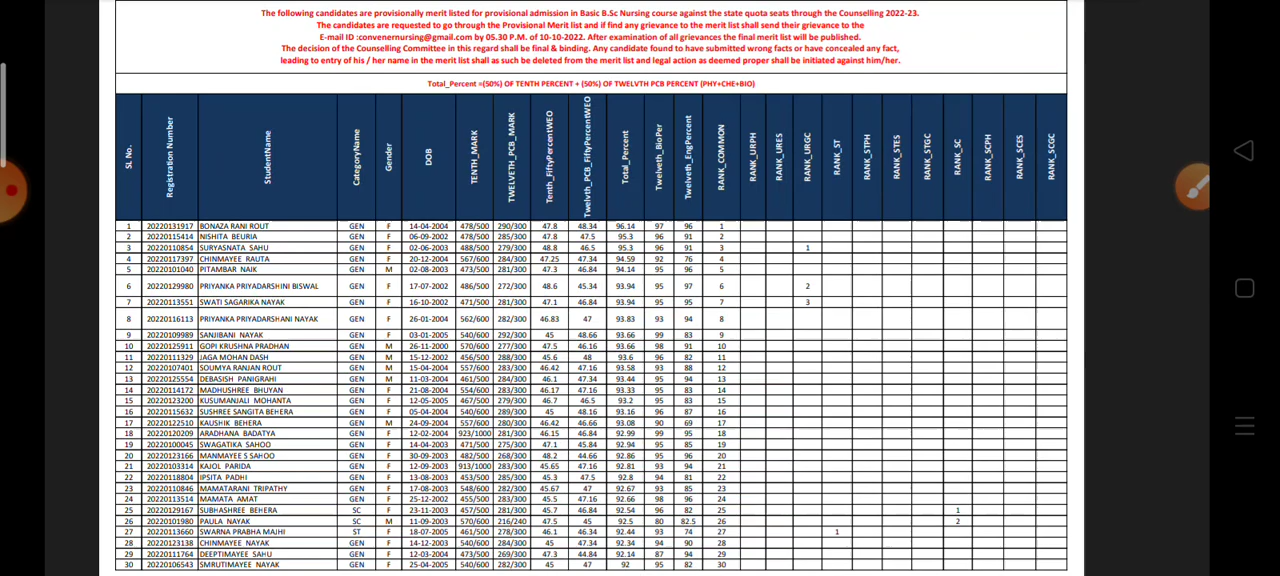 The following candidates are provisionally merit listed for provisional admission in Basic B.Sc Nursing course against the state quota seats through the Counselling 2022-23.
The candidates are requested to go through the Provisional Merit list and if find any grievance to the merit list shall send their grievance to the
E-mail ID :convenernursing@gmail.com by 05.30 P.M. of 10-10-2022. After examination of all grievances the final merit list will be published.
The decision of the Counselling Committee in this regard shall be final & binding. Any candidate found to have submitted wrong facts or have concealed any fact,
leading to entry of his / her name in the merit list shall as such be deleted from the merit list and legal action as deemed proper shall be initiated against him/her.
Total_Percent =(50%) OF TENTH PERCENT + (50%) OF TWELVTH PCB PERCENT (PHY+CHE+BIO)
SL No. Registration Number StudentName CategoryName Gender DOB TENTH_MARK TWELVETH_PCB_MARK Tenth_FiftyPercentWEO Twelvth_PCB_FiftyPercentWEO Total_Percent Twelveth_BioPer Twelveth_EngPercent RANK_COMMON RANK_URPH RANK_URES RANK_URGC RANK_ST RANK_STPH RANK_STES RANK_STGC RANK_SC RANK_SCPH RANK_SCES RANK_SCGC
1 20220131917 BONAZA RANI ROUT GEN F 14-04-2004 478/500 290/300 47.8 48.34 96.14 97 96 1
2 20220115414 NISHITA BEURIA GEN F 06-09-2002 478/500 285/300 47.8 47.5 95.3 96 91 2
3 20220110854 SURYASNATA SAHU GEN F 02-06-2003 488/500 279/300 48.8 46.5 95.3 96 91 3 1
4 20220117397 CHINMAYEE RAUTA GEN F 20-12-2004 567/600 284/300 47.25 47.34 94.59 92 76 4
5 20220101040 PITAMBAR NAIK GEN M 02-08-2003 473/500 281/300 47.3 46.84 94.14 95 96 5
6 20220129980 PRIYANKA PRIYADARSHINI BISWAL GEN F 17-07-2002 486/500 272/300 48.6 45.34 93.94 95 97 6 2
7 20220113551 SWATI SAGARIKA NAYAK GEN F 16-10-2002 471/500 281/300 47.1 46.84 93.94 95 95 7 3
8 20220116113 PRIYANKA PRIYADARSHANI NAYAK GEN F 26-01-2004 562/600 282/300 46.83 47 93.83 93 94 8
9 20220109989 SANJIBANI NAYAK GEN F 03-01-2005 540/600 292/300 45 48.66 93.66 99 83 9
10 20220125911 GOPI KRUSHNA PRADHAN GEN M 26-11-2000 570/600 277/300 47.5 46.16 93.66 98 91 10
11 20220111329 JAGA MOHAN DASH GEN M 15-12-2002 456/500 288/300 45.6 48 93.6 96 82 11
12 20220107401 SOUMYA RANJAN ROUT GEN M 15-04-2004 557/600 283/300 46.42 47.16 93.58 93 88 12
13 20220125554 DEBASISH PANIGRAHI GEN M 11-03-2004 461/500 284/300 46.1 47.34 93.44 95 94 13
14 20220114172 MADHUSHREE BHUYAN GEN F 21-08-2004 554/600 283/300 46.17 47.16 93.33 95 83 14
15 20220123200 KUSUMANJALI MOHANTA GEN F 12-05-2005 467/500 279/300 46.7 46.5 93.2 95 83 15
16 20220115632 SUSHREE SANGITA BEHERA GEN F 05-04-2004 540/600 289/300 45 48.16 93.16 96 87 16
17 20220122510 KAUSHIK BEHERA GEN M 24-09-2004 557/600 280/300 46.42 46.66 93.08 90 69 17
18 20220120209 ARADHANA BADATYA GEN F 12-02-2004 923/1000 281/300 46.15 46.84 92.99 99 95 18
19 20220100045 SWAGATIKA SAHOO GEN F 14-04-2003 471/500 275/300 47.1 45.84 92.94 95 85 19
20 20220123166 MANMAYEE S SAHOO GEN F 30-09-2003 482/500 268/300 48.2 44.66 92.86 95 96 20
21 20220103314 KAJOL PARIDA GEN F 12-09-2003 913/1000 283/300 45.65 47.16 92.81 93 94 21
22 20220118804 IPSITA PADHI GEN F 13-08-2003 453/500 285/300 45.3 47.5 92.8 94 81 22
23 20220110846 MAMATARANI TRIPATHY GEN F 17-08-2003 548/600 282/300 45.67 47 92.67 93 85 23
24 20220113514 MAMATA AMAT GEN F 25-12-2002 455/500 283/300 45.5 47.16 92.66 98 96 24
25 20220129167 SUBHASHREE BEHERA SC F 23-11-2003 457/500 281/300 45.7 46.84 92.54 96 82 25 1
26 20220101980 PAULA NAYAK SC M 11-09-2003 570/600 216/240 47.5 45 92.5 80 82.5 26 2
27 20220113660 SWARNA PRABHA MAJHI ST F 18-07-2005 461/500 278/300 46.1 46.34 92.44 93 74 27 1
28 20220123138 CHINMAYEE NAYAK GEN F 14-12-2003 540/600 284/300 45 47.34 92.34 94 90 28
29 20220111764 DEEPTIMAYEE SAHU GEN F 12-03-2004 473/500 269/300 47.3 44.84 92.14 87 94 29
30 20220106543 SMRUTIMAYEE NAYAK GEN F 25-04-2005 540/600 282/300 45 47 92 95 82 30